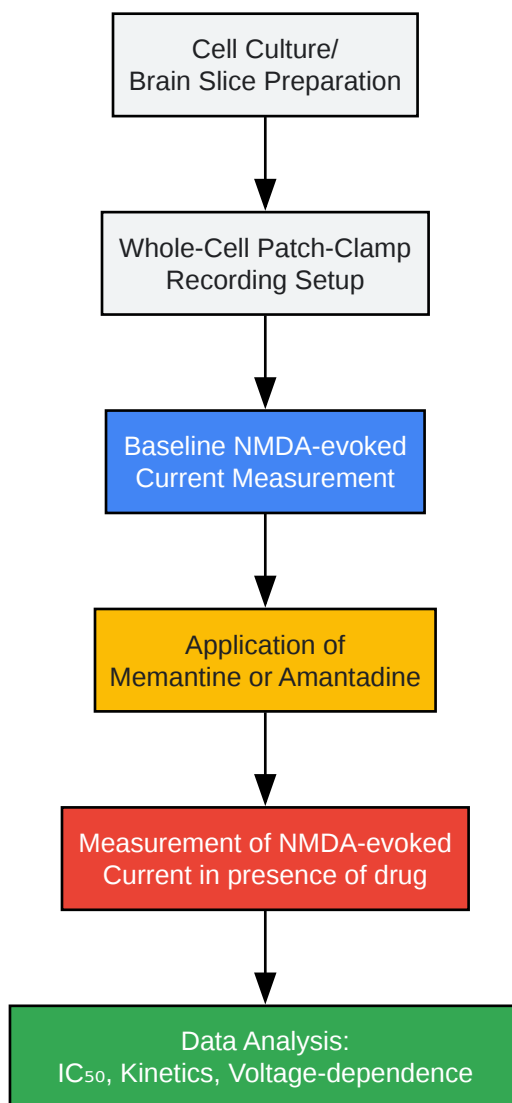 Cell Culture/
Brain Slice Preparation
Whole-Cell Patch-Clamp
Recording Setup
Baseline NMDA-evoked
Current Measurement
Application of
Memantine or Amantadine
Measurement of NMDA-evoked
Current in presence of drug
Data Analysis:
IC₅₀, Kinetics, Voltage-dependence